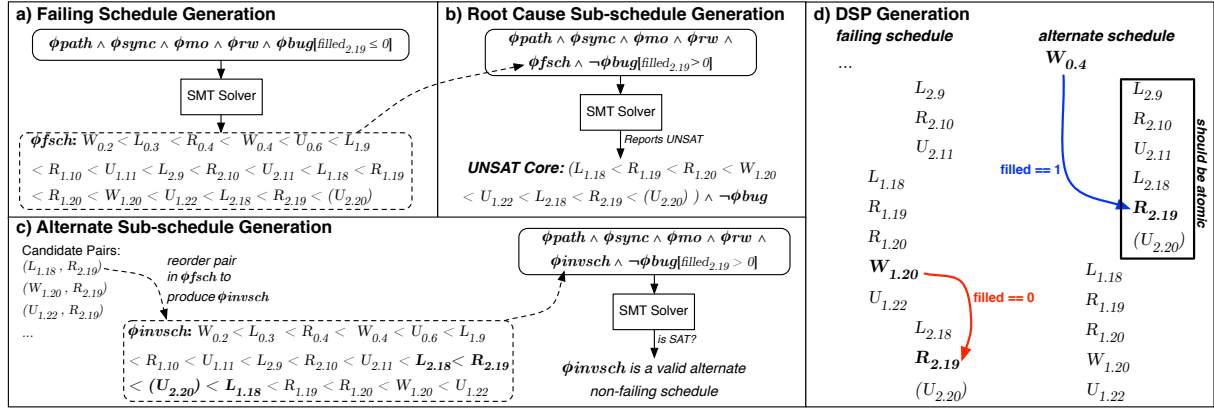 a) Failing Schedule Generation
ϕpath ∧ ϕsync ∧ ϕmo ∧ ϕrw ∧ ϕbug[filled2.19 ≤ 0]
SMT Solver
ϕfsch: W0.2 < L0.3 < R0.4 < W0.4 < U0.6 < L1.9
< R1.10 < U1.11 < L2.9 < R2.10 < U2.11 < L1.18 < R1.19
< R1.20 < W1.20 < U1.22 < L2.18 < R2.19 < (U2.20)
b) Root Cause Sub-schedule Generation
ϕpath ∧ ϕsync ∧ ϕmo ∧ ϕrw ∧
ϕfsch ∧ ¬ϕbug[filled2.19 > 0]
SMT Solver
Reports UNSAT
UNSAT Core: (L1.18 < R1.19 < R1.20 < W1.20
< U1.22 < L2.18 < R2.19 < (U2.20) ) ∧ ¬ϕbug
c) Alternate Sub-schedule Generation
Candidate Pairs:
(L1.18 , R2.19)
(W1.20 , R2.19)
(U1.22 , R2.19)
...
reorder pair
in ϕfsch to
produce ϕinvsch
ϕinvsch: W0.2 < L0.3 < R0.4 < W0.4 < U0.6 < L1.9
< R1.10 < U1.11 < L2.9 < R2.10 < U2.11 < L2.18 < R2.19
< (U2.20) < L1.18 < R1.19 < R1.20 < W1.20 < U1.22
ϕpath ∧ ϕsync ∧ ϕmo ∧ ϕrw ∧
ϕinvsch ∧ ¬ϕbug[filled2.19 > 0]
SMT Solver
is SAT?
ϕinvsch is a valid alternate
non-failing schedule
d) DSP Generation
failing schedule
...
L2.9
R2.10
U2.11
L1.18
R1.19
R1.20
W1.20
U1.22
filled == 0
L2.18
R2.19
(U2.20)
alternate schedule
W0.4
filled == 1
L2.9
R2.10
U2.11
L2.18
R2.19
(U2.20)
should be atomic
L1.18
R1.19
R1.20
W1.20
U1.22